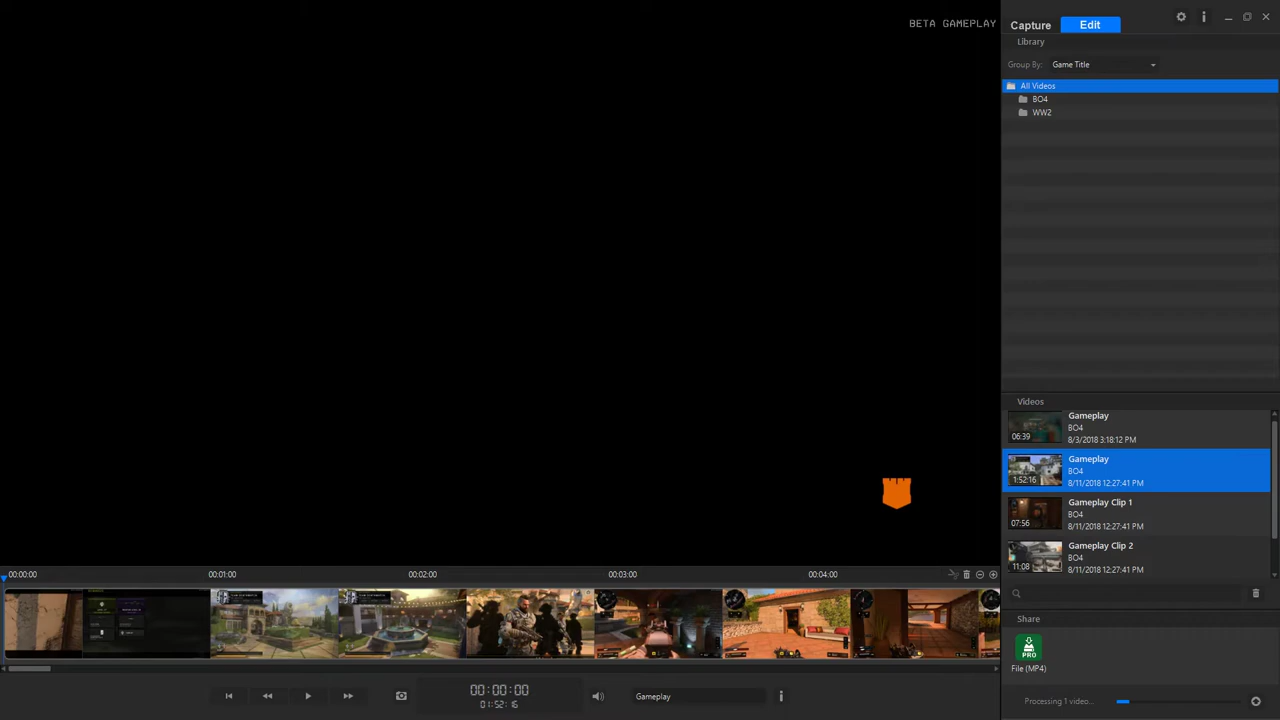 BETA GAMEPLAY
Capture
Edit
Library
Group By:
Game Title
All Videos
BO4
WW2
Videos
Gameplay
BO4
06:39
8/3/2018 3:18:12 PM
Gameplay
BO4
1:52:16
8/11/2018 12:27:41 PM
Gameplay Clip 1
BO4
07:56
8/11/2018 12:27:41 PM
Gameplay Clip 2
BO4
11:08
8/11/2018 12:27:41 PM
00:00:00
00:01:00
00:02:00
00:03:00
00:04:00
Share
PRO
File (MP4)
00:00:00
01:52:16
Gameplay
Processing 1 video...